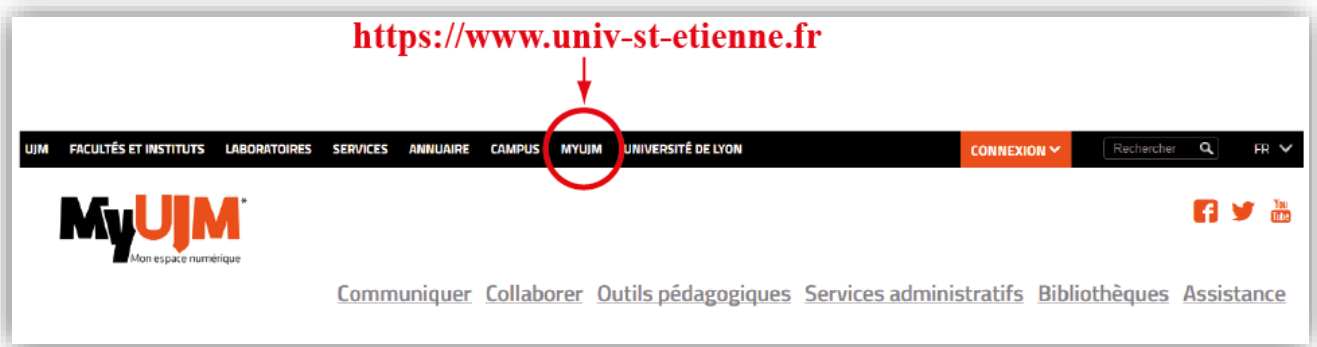 https://www.univ-st-etienne.fr
UJM FACULTÉS ET INSTITUTS LABORATOIRES SERVICES ANNUAIRE CAMPUS MYUJM UNIVERSITÉ DE LYON CONNEXION Rechercher FR
MyUJM*
Mon espace numérique
You
Tube
Communiquer Collaborer Outils pédagogiques Services administratifs Bibliothèques Assistance